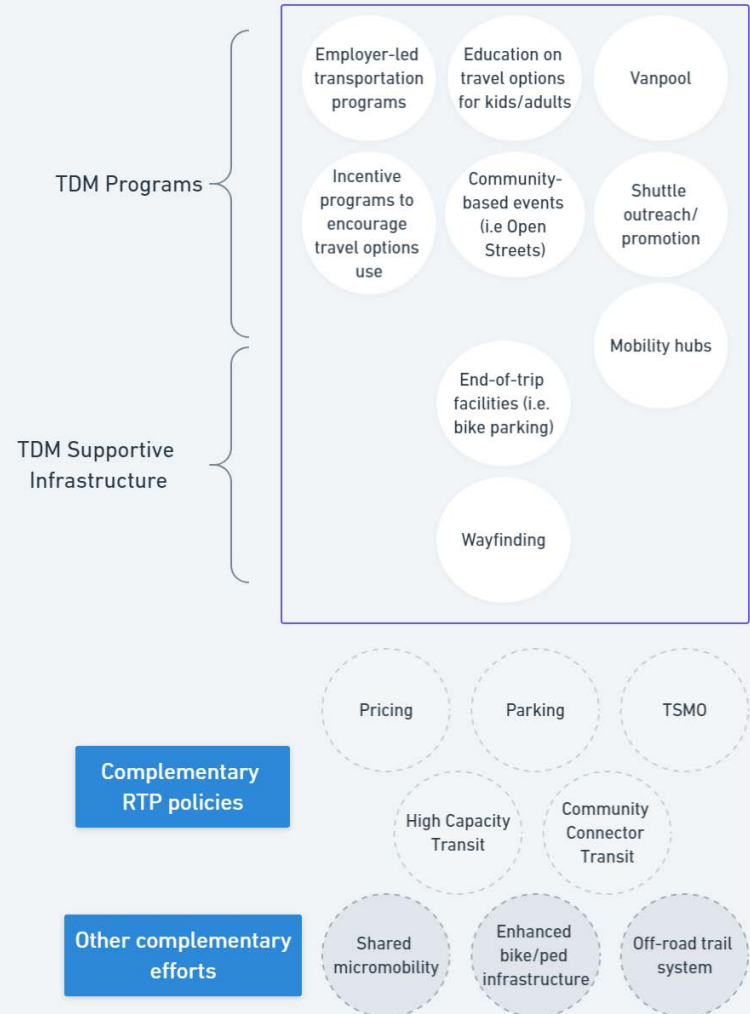 Employer-led
transportation
programs
Education on
travel options
for kids/adults
Vanpool
TDM Programs
Incentive
programs to
encourage
travel options
use
Community-
based events
(i.e Open
Streets)
Shuttle
outreach/
promotion
Mobility hubs
End-of-trip
facilities (i.e.
bike parking)
TDM Supportive
Infrastructure
Wayfinding
Pricing
Parking
TSMO
Complementary
RTP policies
High Capacity
Transit
Community
Connector
Transit
Other complementary
efforts
Shared
micromobility
Enhanced
bike/ped
infrastructure
Off-road trail
system